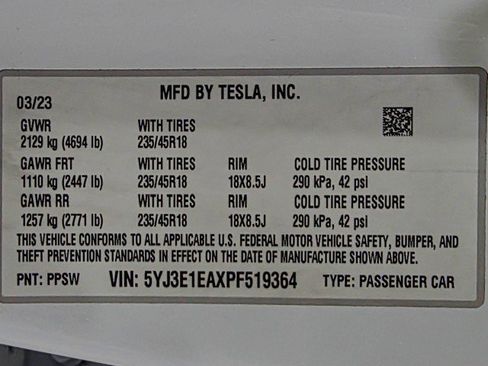 MFD BY TESLA, INC.
03/23
GVWR WITH TIRES
2129 kg (4694 lb) 235/45R18
GAWR FRT WITH TIRES RIM COLD TIRE PRESSURE
1110 kg (2447 lb) 235/45R18 18X8.5J 290 kPa, 42 psi
GAWR RR WITH TIRES RIM COLD TIRE PRESSURE
1257 kg (2771 lb) 235/45R18 18X8.5J 290 kPa, 42 psi
THIS VEHICLE CONFORMS TO ALL APPLICABLE U.S. FEDERAL MOTOR VEHICLE SAFETY, BUMPER, AND
THEFT PREVENTION STANDARDS IN EFFECT ON THE DATE OF MANUFACTURE SHOWN ABOVE.
PNT: PPSW VIN: 5YJ3E1EAXPF519364 TYPE: PASSENGER CAR